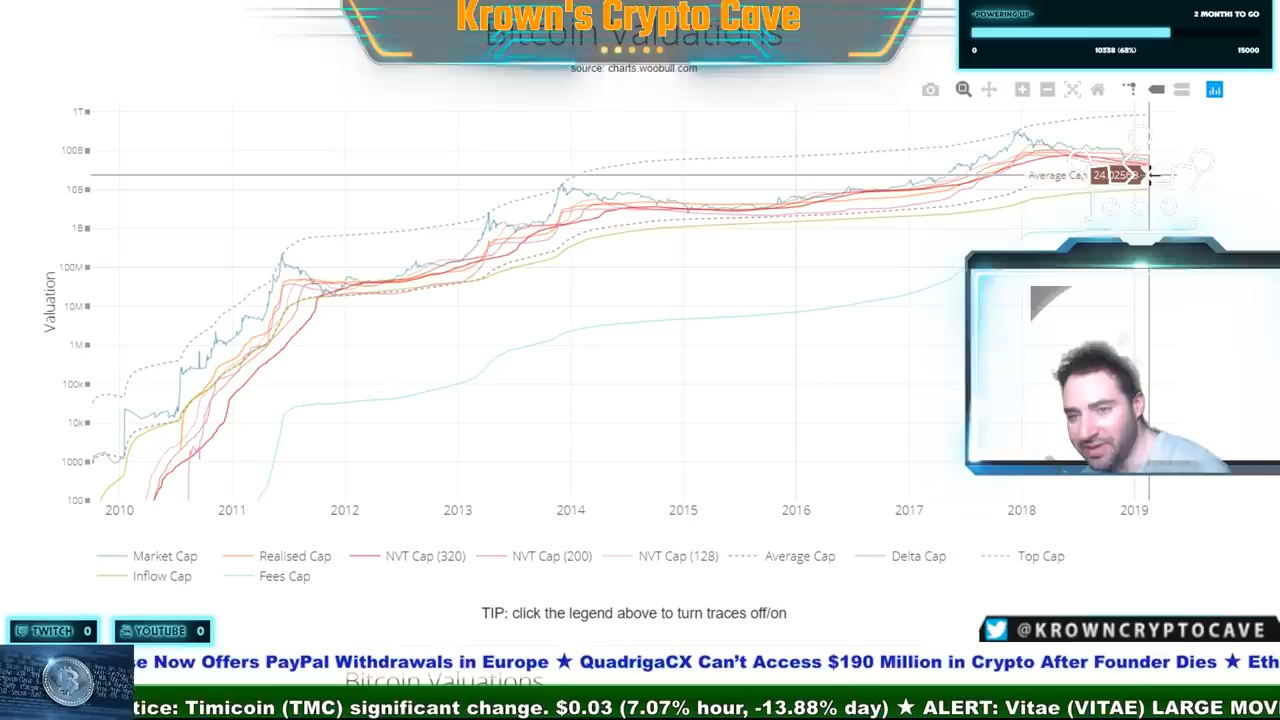 Krown's Crypto Cave
Bitcoin Valuations
source: charts.woobull.com
-POWERING UP-
2 MONTHS TO GO
0
10338 (68%)
15000
1T
100B
10B
1B
100M
10M
1M
100k
10k
1000
100
Valuation
Average Cap
2010
2011
2012
2013
2014
2015
2016
2017
2018
2019
Market Cap
Realised Cap
NVT Cap (320)
NVT Cap (200)
NVT Cap (128)
Average Cap
Delta Cap
Top Cap
Inflow Cap
Fees Cap
TIP: click the legend above to turn traces off/on
TWITCH 0
YOUTUBE 0
@KROWNCRYPTOCAVE
se Now Offers PayPal Withdrawals in Europe ★ QuadrigaCX Can't Access $190 Million in Crypto After Founder Dies ★ Eth
Bitcoin Valuations
tice: Timicoin (TMC) significant change. $0.03 (7.07% hour, -13.88% day) ★ ALERT: Vitae (VITAE) LARGE MOV